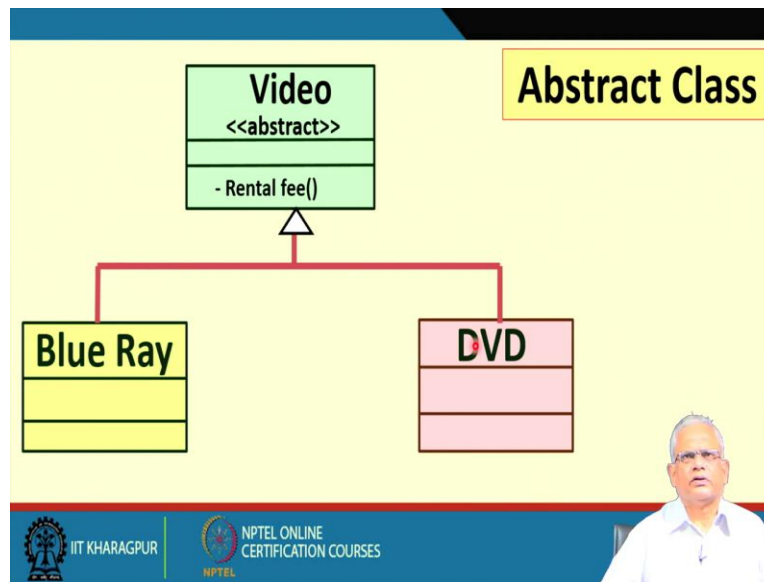 Abstract Class
Video
<<abstract>>
- Rental fee()
Blue Ray
DVD
IIT KHARAGPUR
NPTEL
NPTEL ONLINE
CERTIFICATION COURSES